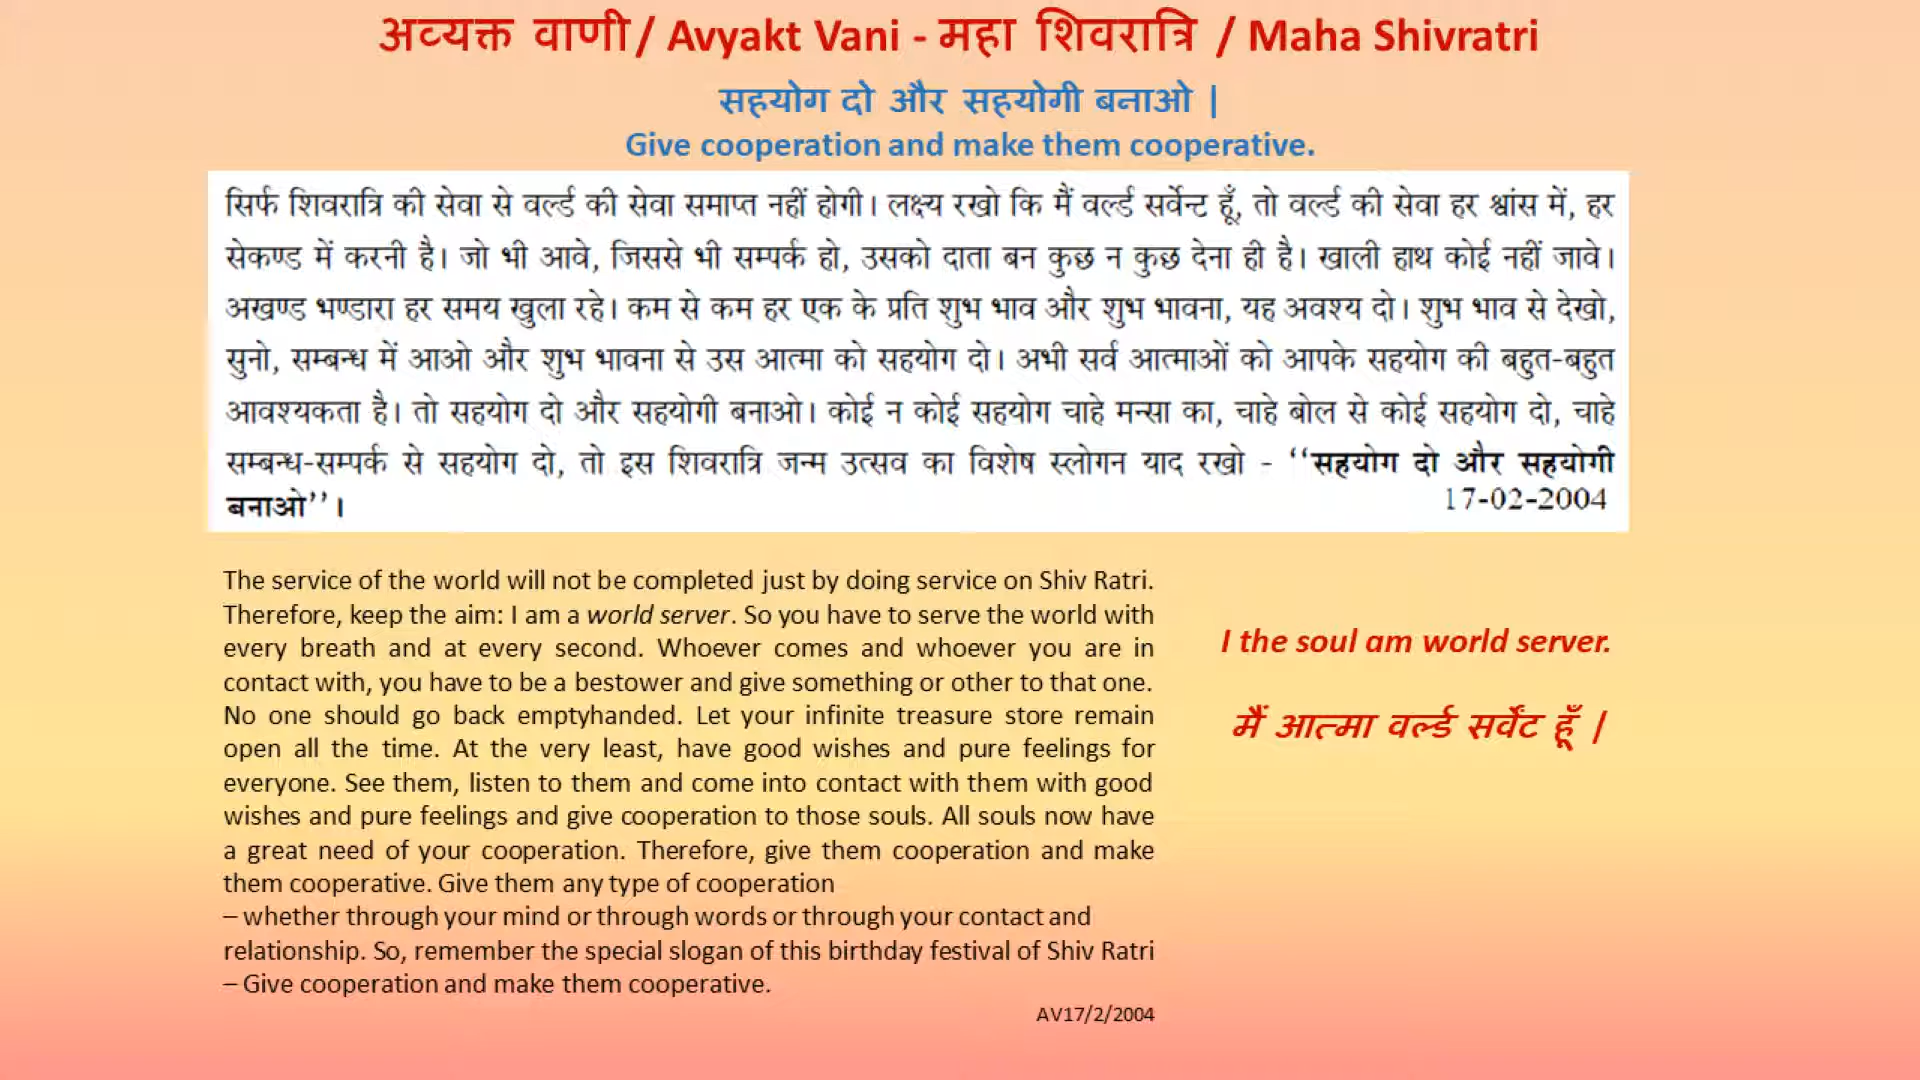 अव्यक्त वाणी/ Avyakt Vani - महा शिवरात्रि / Maha Shivratri
सहयोग दो और सहयोगी बनाओ |
Give cooperation and make them cooperative.
सिर्फ शिवरात्रि की सेवा से वर्ल्ड की सेवा समाप्त नहीं होगी। लक्ष्य रखो कि मैं वर्ल्ड सर्वेन्ट हूँ, तो वर्ल्ड की सेवा हर श्वांस में, हर
सेकण्ड में करनी है। जो भी आवे, जिससे भी सम्पर्क हो, उसको दाता बन कुछ न कुछ देना ही है। खाली हाथ कोई नहीं जावे।
अखण्ड भण्डारा हर समय खुला रहे। कम से कम हर एक के प्रति शुभ भाव और शुभ भावना, यह अवश्य दो। शुभ भाव से देखो,
सुनो, सम्बन्ध में आओ और शुभ भावना से उस आत्मा को सहयोग दो। अभी सर्व आत्माओं को आपके सहयोग की बहुत-बहुत
आवश्यकता है। तो सहयोग दो और सहयोगी बनाओ। कोई न कोई सहयोग चाहे मन्सा का, चाहे बोल से कोई सहयोग दो, चाहे
सम्बन्ध-सम्पर्क से सहयोग दो, तो इस शिवरात्रि जन्म उत्सव का विशेष स्लोगन याद रखो - ‘‘सहयोग दो और सहयोगी
बनाओ’’। 17-02-2004
The service of the world will not be completed just by doing service on Shiv Ratri.
Therefore, keep the aim: I am a world server. So you have to serve the world with
every breath and at every second. Whoever comes and whoever you are in
contact with, you have to be a bestower and give something or other to that one.
No one should go back emptyhanded. Let your infinite treasure store remain
open all the time. At the very least, have good wishes and pure feelings for
everyone. See them, listen to them and come into contact with them with good
wishes and pure feelings and give cooperation to those souls. All souls now have
a great need of your cooperation. Therefore, give them cooperation and make
them cooperative. Give them any type of cooperation
– whether through your mind or through words or through your contact and
relationship. So, remember the special slogan of this birthday festival of Shiv Ratri
– Give cooperation and make them cooperative.
AV17/2/2004
I the soul am world server.
मैं आत्मा वर्ल्ड सर्वेंट हूँ |